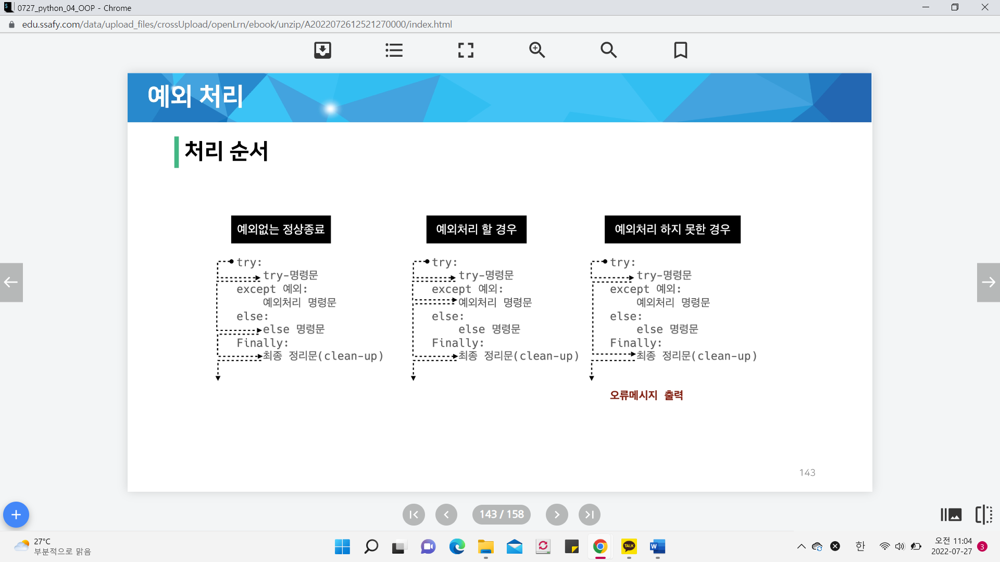 0727_python_04_OOP - Chrome
edu.ssafy.com/data/upload_files/crossUpload/openLrn/ebook/unzip/A2022072612521270000/index.html
예외 처리
처리 순서
예외없는 정상종료
try:
try-명령문
except 예외:
예외처리 명령문
else:
else 명령문
Finally:
최종 정리문(clean-up)
예외처리 할 경우
try:
try-명령문
except 예외:
예외처리 명령문
else:
else 명령문
Finally:
최종 정리문(clean-up)
예외처리 하지 못한 경우
try:
try-명령문
except 예외:
예외처리 명령문
else:
else 명령문
Finally:
최종 정리문(clean-up)
오류메시지 출력
143
143 / 158
27°C
부분적으로 맑음
TALK
W
한
오전 11:04
2022-07-27
3